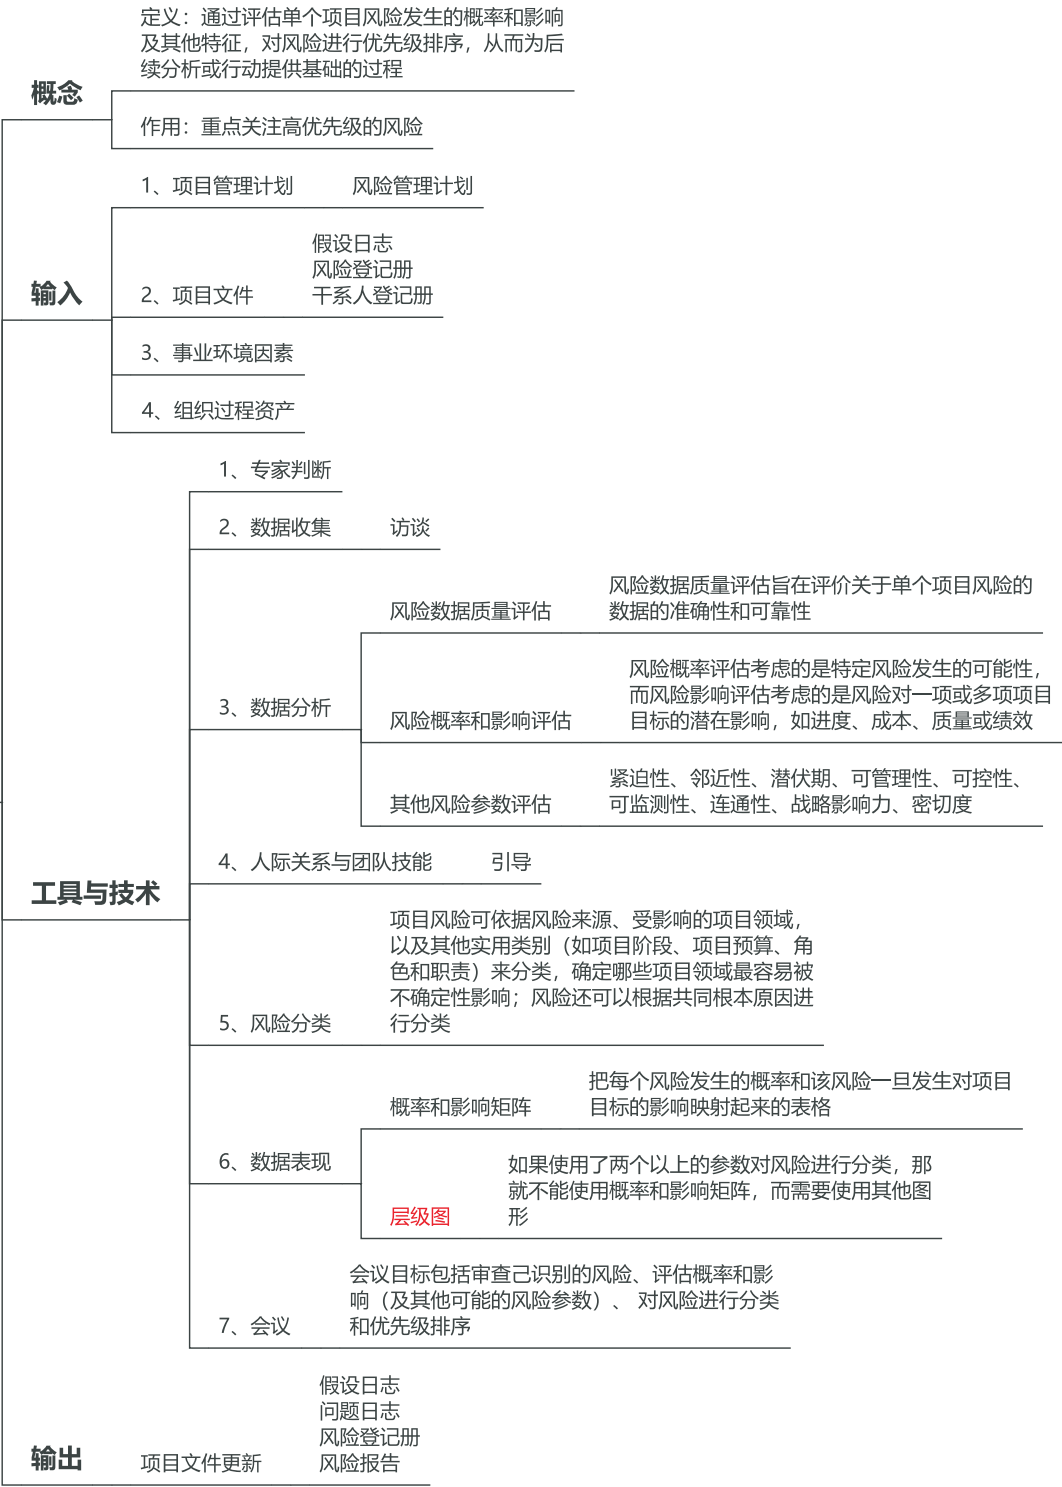 定义：通过评估单个项目风险发生的概率和影响
及其他特征，对风险进行优先级排序，从而为后
续分析或行动提供基础的过程
概念
作用：重点关注高优先级的风险
1、项目管理计划 风险管理计划
假设日志
风险登记册
输入
2、项目文件 干系人登记册
3、事业环境因素
4、组织过程资产
1、专家判断
2、数据收集 访谈
风险数据质量评估旨在评价关于单个项目风险的
风险数据质量评估 数据的准确性和可靠性
风险概率评估考虑的是特定风险发生的可能性，
而风险影响评估考虑的是风险对一项或多项项目
3、数据分析
风险概率和影响评估 目标的潜在影响，如进度、成本、质量或绩效
紧迫性、邻近性、潜伏期、可管理性、可控性、
其他风险参数评估 可监测性、连通性、战略影响力、密切度
4、人际关系与团队技能 引导
工具与技术
项目风险可依据风险来源、受影响的项目领域，
以及其他实用类别（如项目阶段、项目预算、角
色和职责）来分类，确定哪些项目领域最容易被
不确定性影响；风险还可以根据共同根本原因进
5、风险分类 行分类
把每个风险发生的概率和该风险一旦发生对项目
概率和影响矩阵 目标的影响映射起来的表格
6、数据表现
如果使用了两个以上的参数对风险进行分类，那
就不能使用概率和影响矩阵，而需要使用其他图
层级图 形
会议目标包括审查己识别的风险、评估概率和影
响（及其他可能的风险参数）、 对风险进行分类
7、会议 和优先级排序
假设日志
问题日志
风险登记册
输出
项目文件更新 风险报告